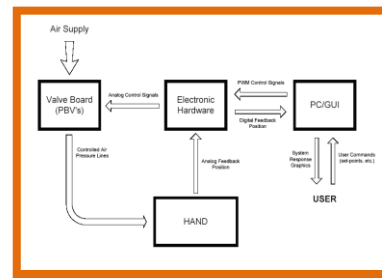 Air Supply
Valve Board
(PBV's)
Analog Control Signals
Electronic
Hardware
PWM Control Signals
Digital Feedback
Position
PC/GUI
Controlled Air
Pressure Lines
Analog Feedback
Position
System
Response
Graphics
User Commands
(set-points, etc.)
USER
HAND